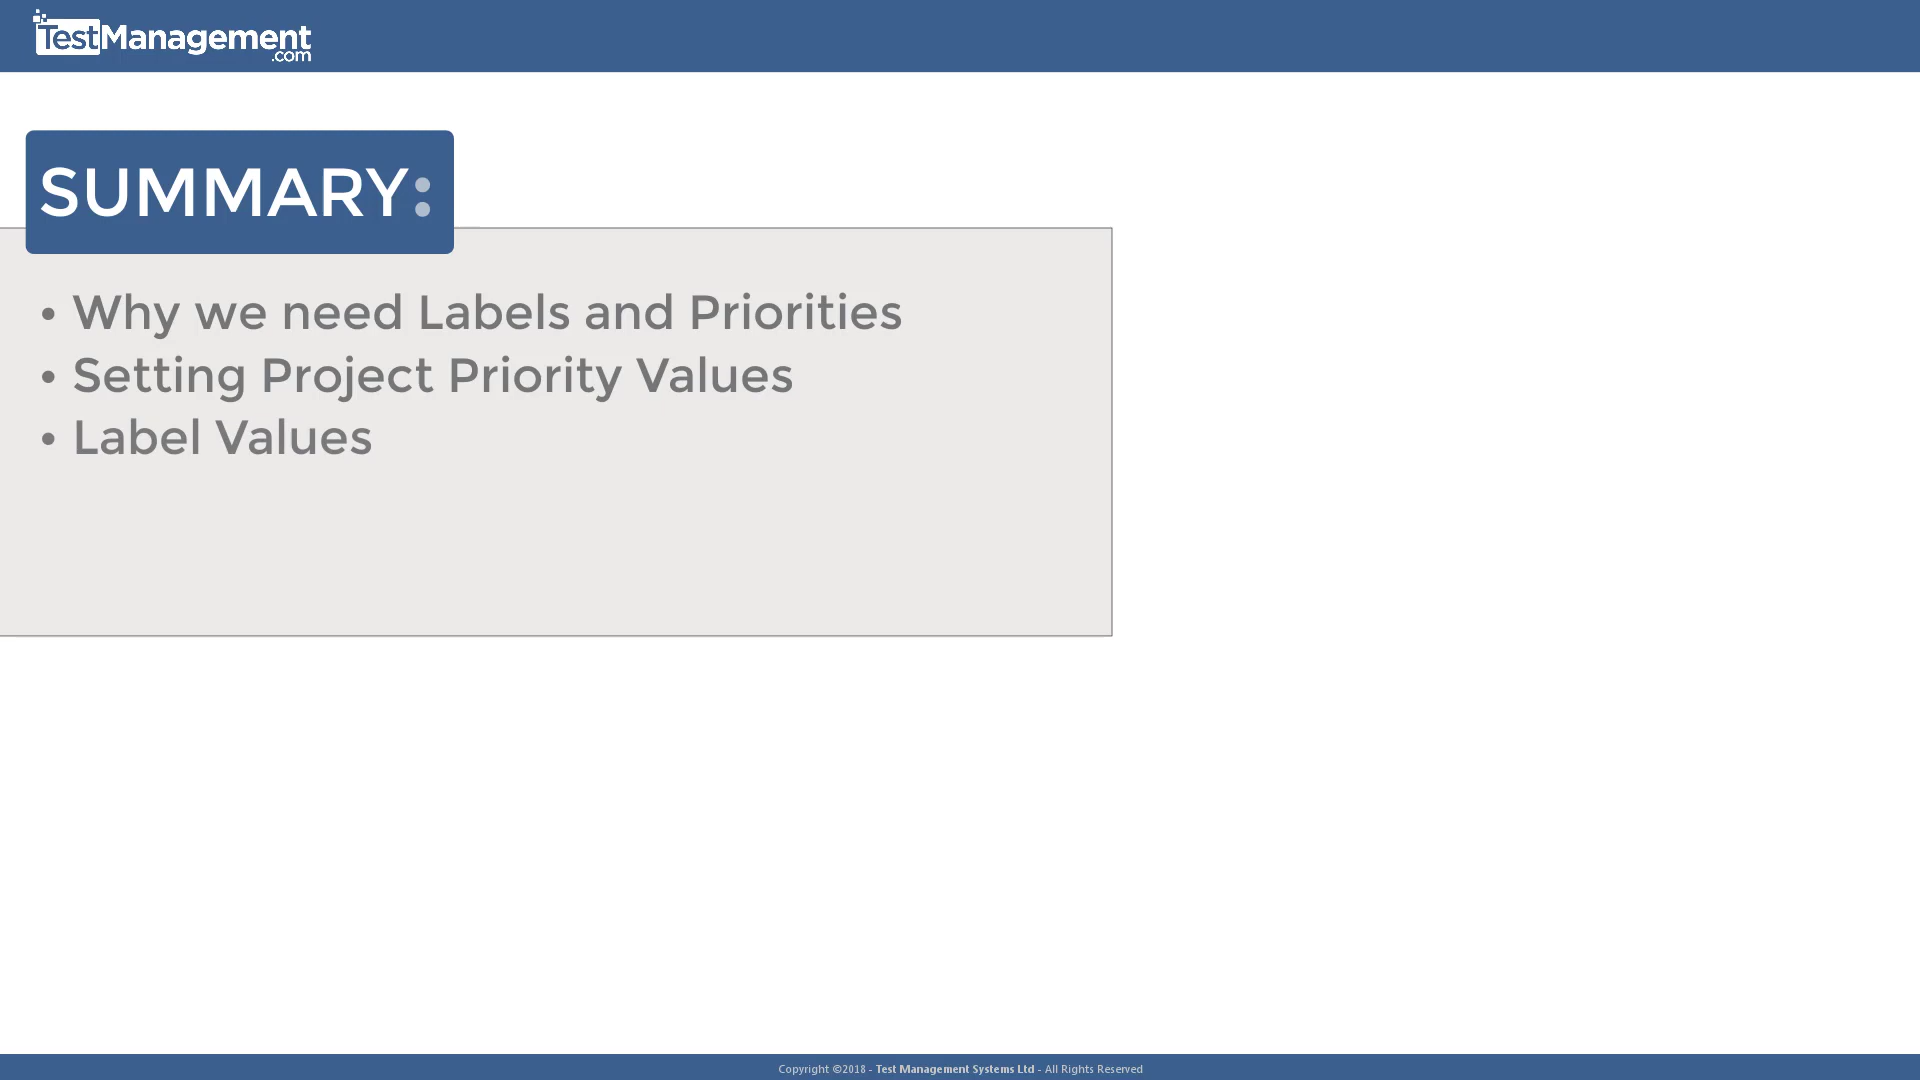 TestManagement
.com
SUMMARY:
• Why we need Labels and Priorities
• Setting Project Priority Values
• Label Values
Copyright ©2018 - Test Management Systems Ltd - All Rights Reserved